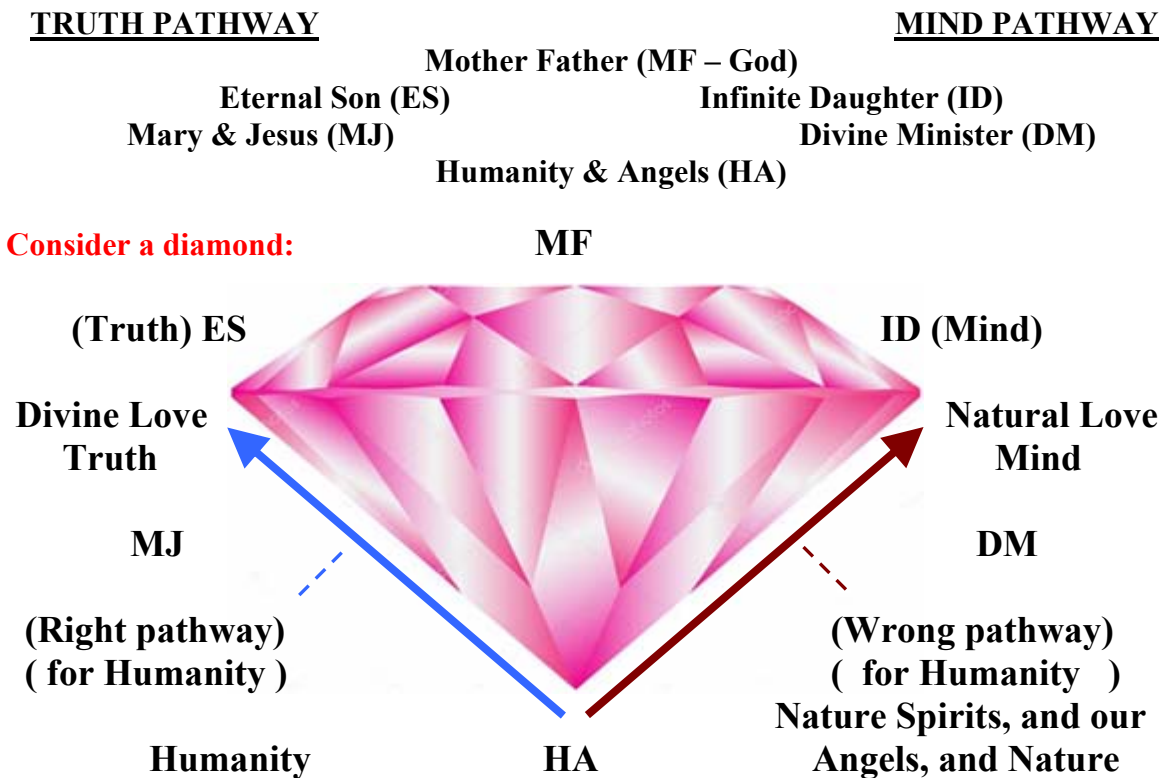 TRUTH PATHWAY MIND PATHWAY
Mother Father (MF – God)
Eternal Son (ES) Infinite Daughter (ID)
Mary & Jesus (MJ) Divine Minister (DM)
Humanity & Angels (HA)
Consider a diamond: MF
(Truth) ES ID (Mind)
Divine Love Natural Love
Truth Mind
MJ DM
(Right pathway) (Wrong pathway)
( for Humanity ) ( for Humanity )
Nature Spirits, and our
Humanity HA Angels, and Nature